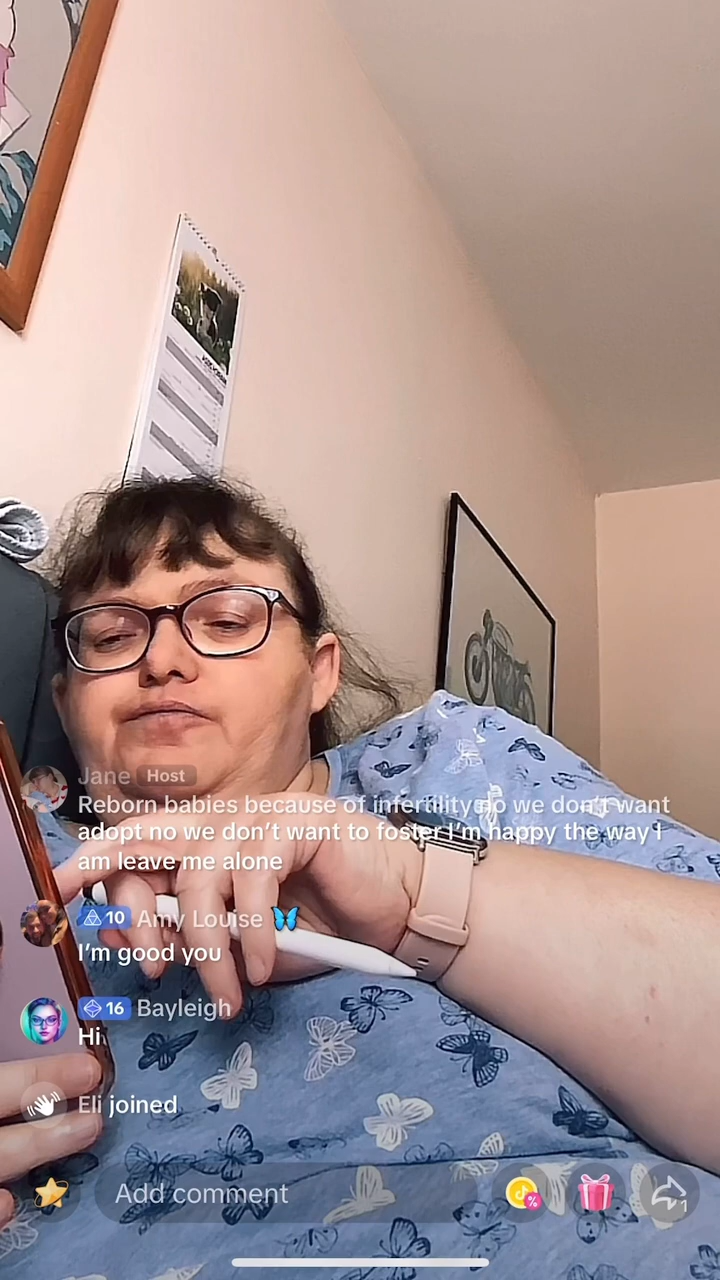 Jane Host
Reborn babies because of infertility no we don't want
adopt no we don't want to foster I'm happy the way I
am leave me alone
10 Amy Louise 🦋
I'm good you
16 Bayleigh
Hi
Eli joined
Add comment
1